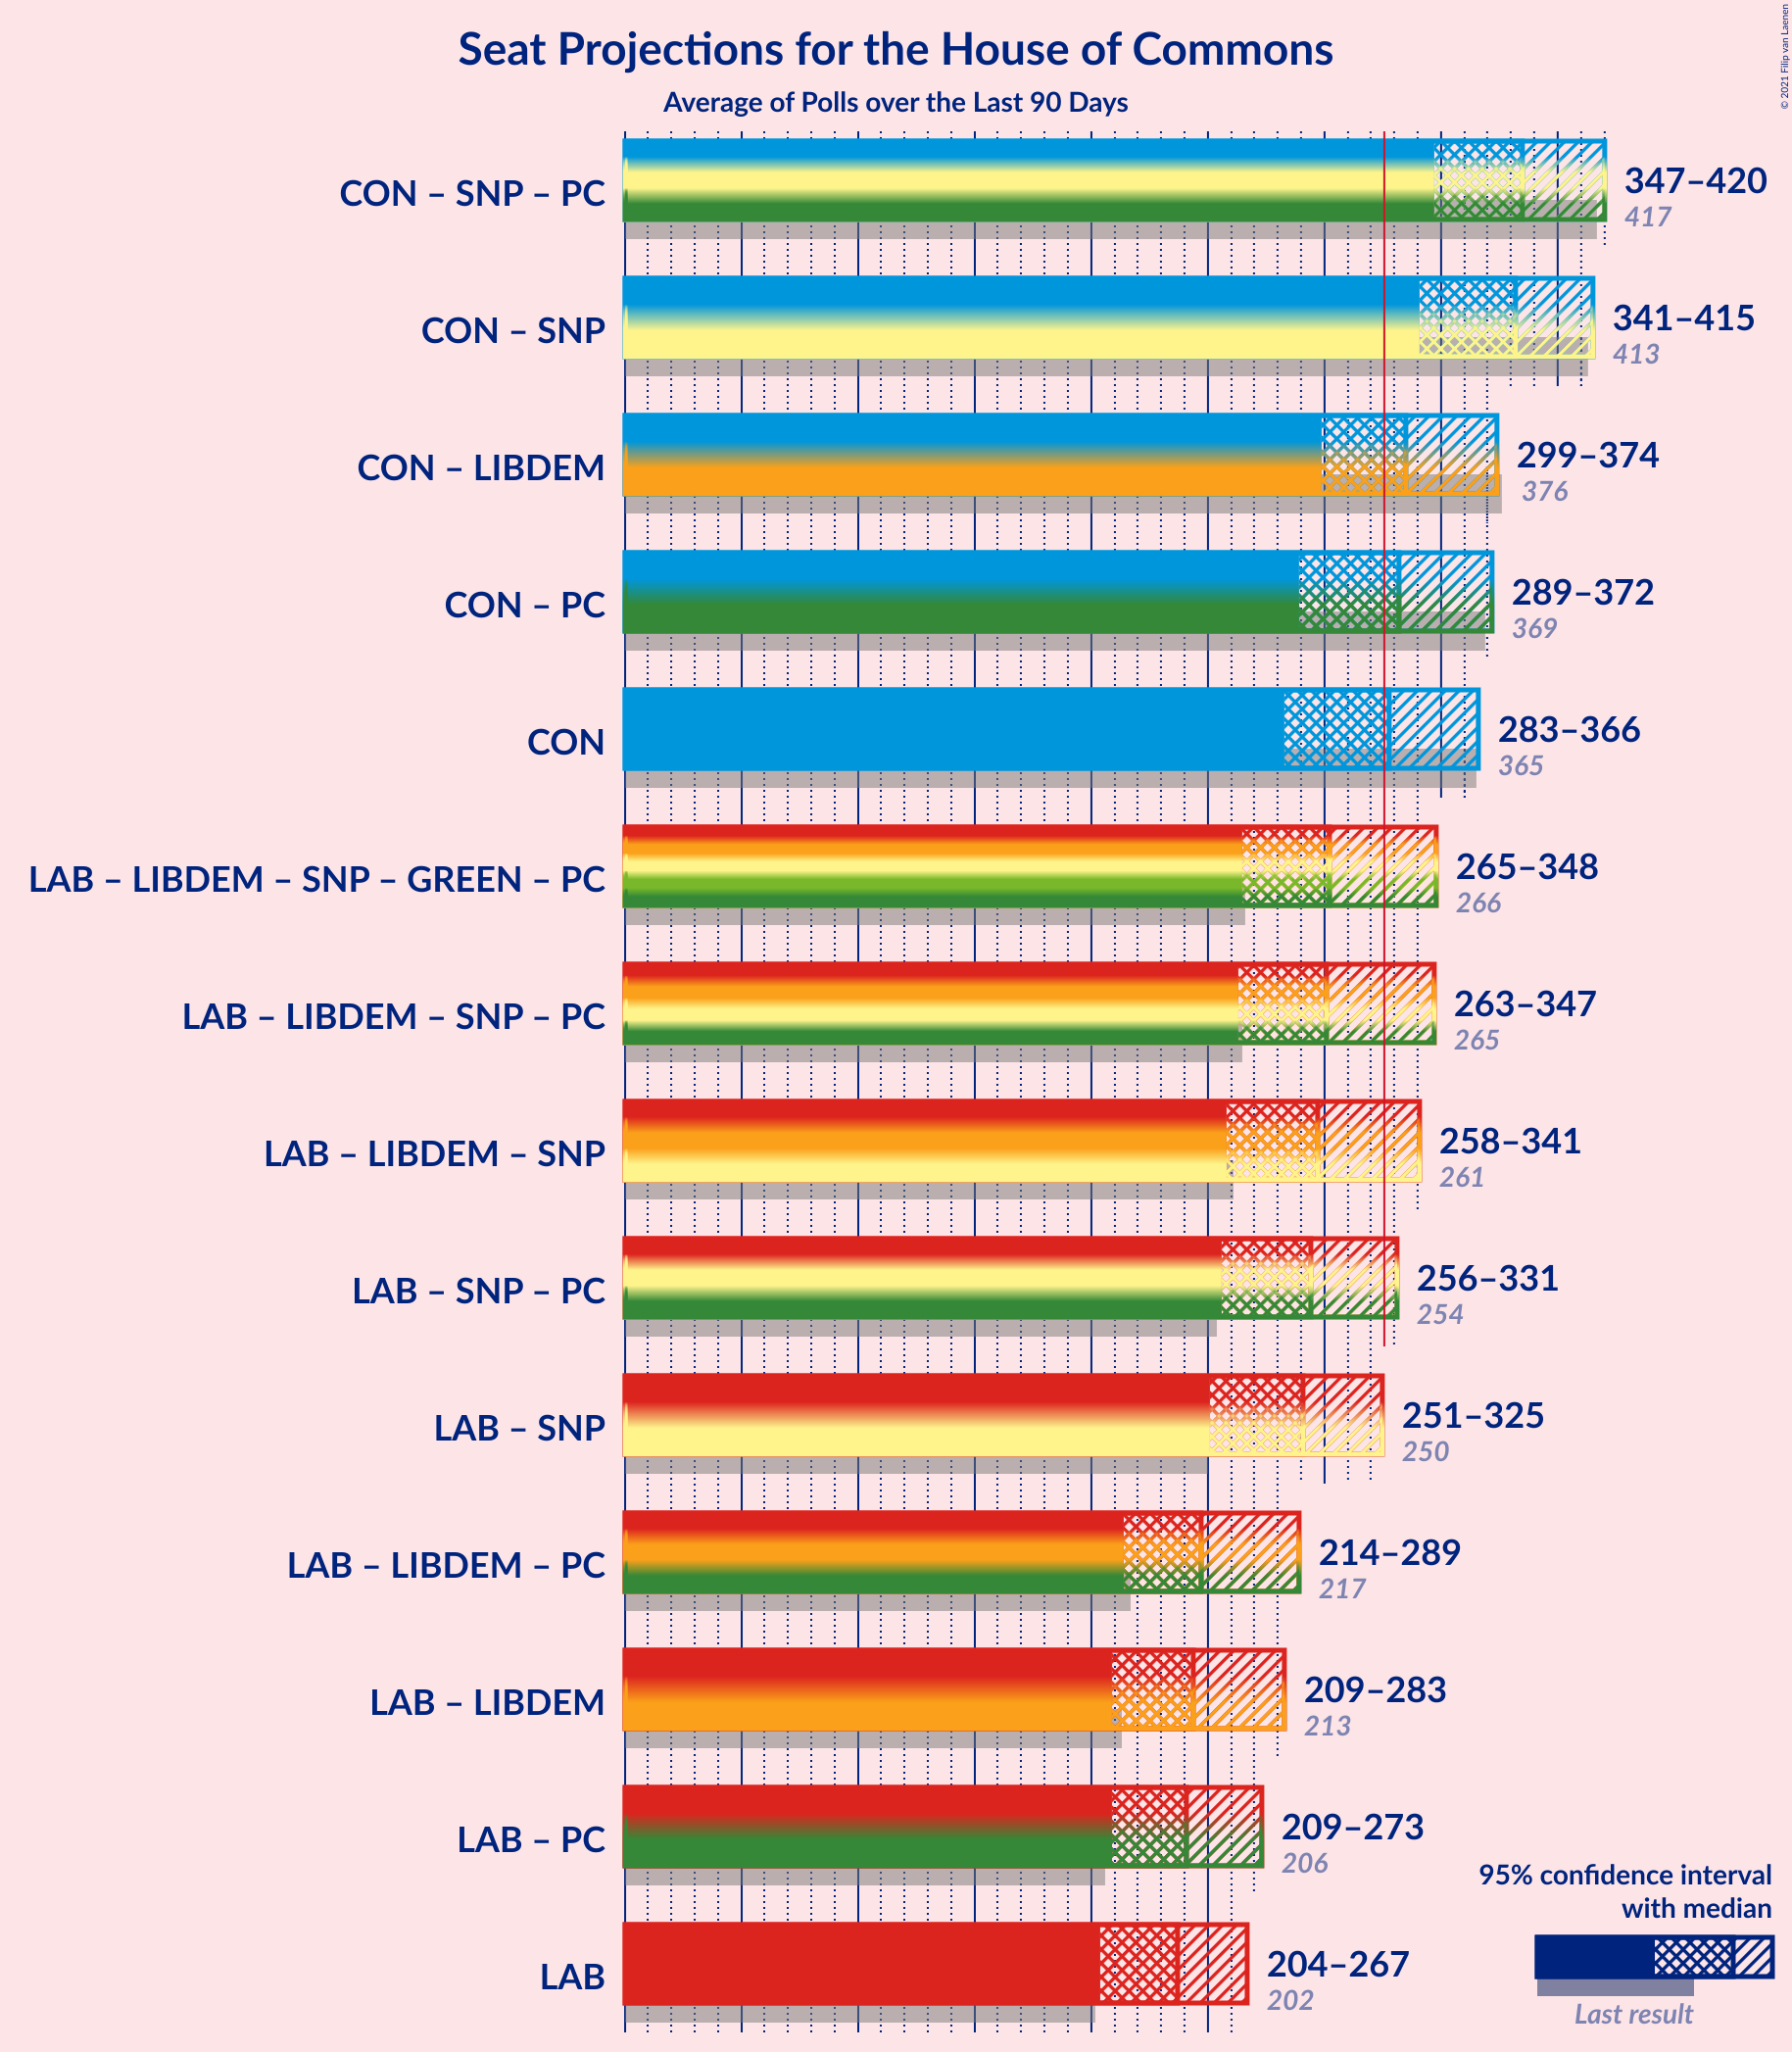 Seat Projections for the House of Commons
Average of Polls over the Last 90 Days
© 2021 Filip van Laenen
CON – SNP – PC
347–420
417
CON – SNP
341–415
413
CON – LIBDEM
299–374
376
CON – PC
289–372
369
CON
283–366
365
LAB – LIBDEM – SNP – GREEN – PC
265–348
266
LAB – LIBDEM – SNP – PC
263–347
265
LAB – LIBDEM – SNP
258–341
261
LAB – SNP – PC
256–331
254
LAB – SNP
251–325
250
LAB – LIBDEM – PC
214–289
217
LAB – LIBDEM
209–283
213
LAB – PC
209–273
206
LAB
204–267
202
95% confidence interval
with median
Last result